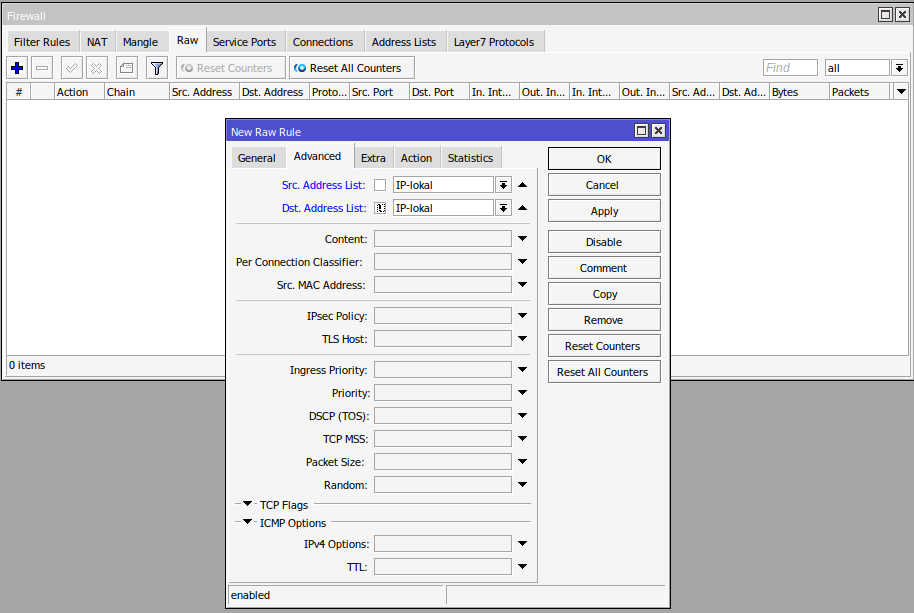 Firewall
Filter Rules NAT Mangle Raw Service Ports Connections Address Lists Layer7 Protocols
Reset Counters Reset All Counters Find all
# Action Chain Src. Address Dst. Address Proto... Src. Port Dst. Port In. Int... Out. In... In. Int... Out. In... Src. Ad... Dst. Ad... Bytes Packets
New Raw Rule
General Advanced Extra Action Statistics OK
Src. Address List: IP-lokal Cancel
Dst. Address List: ! IP-lokal Apply
Content: Disable
Per Connection Classifier: Comment
Src. MAC Address: Copy
IPsec Policy: Remove
TLS Host: Reset Counters
0 items
Ingress Priority: Reset All Counters
Priority:
DSCP (TOS):
TCP MSS:
Packet Size:
Random:
TCP Flags
ICMP Options
IPv4 Options:
TTL:
enabled